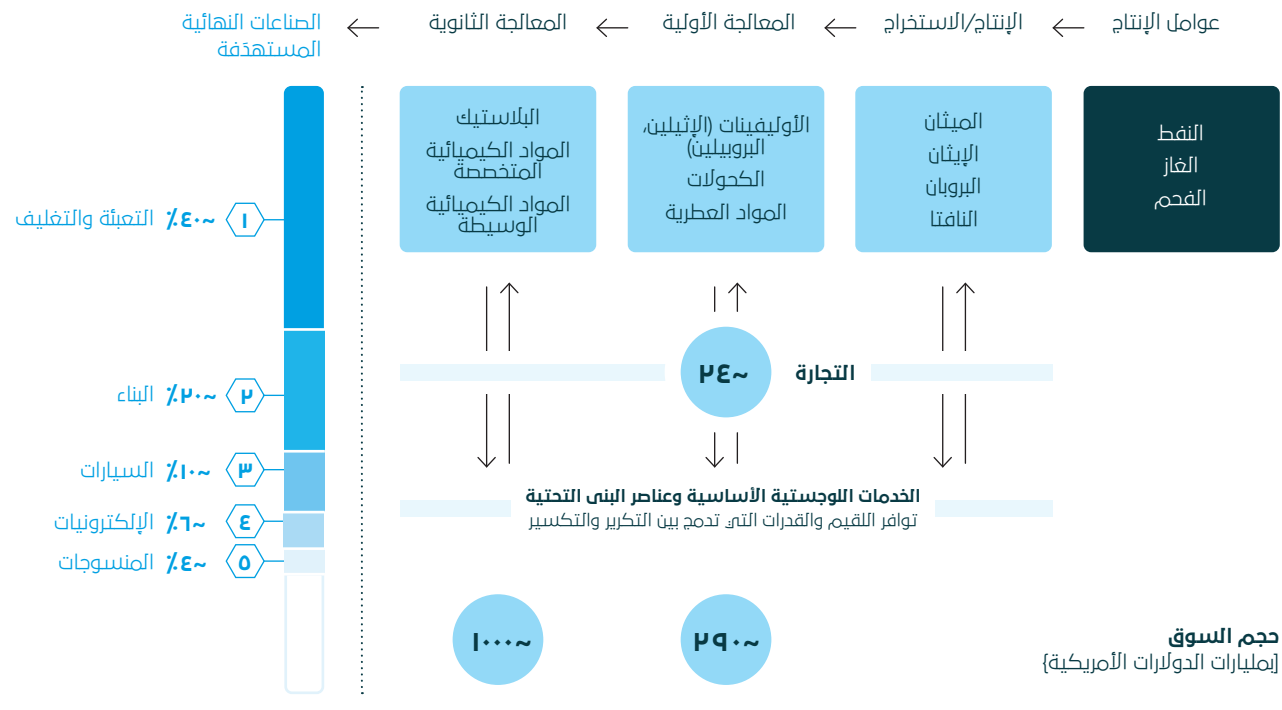 عوامل الإنتاج
الإنتاج/الاستخراج
المعالجة الأولية
المعالجة الثانوية
الصناعات النهائية
المستهدَفة
النفط
الغاز
الفحم
الميثان
الإيثان
البروبان
النافتا
الأوليفينات (الإثيلين،
البروبيلين)
الكحولات
المواد العطرية
البلاستيك
المواد الكيميائية
المتخصصة
المواد الكيميائية
الوسيطة
١ ~٤٠٪ التعبئة والتغليف
٢ ~٢٠٪ البناء
٣ ~١٠٪ السيارات
٤ ~٦٪ الإلكترونيات
٥ ~٤٪ المنسوجات
التجارة
~٢٤
الخدمات اللوجستية الأساسية وعناصر البنى التحتية
توافر اللقيم والقدرات التي تدمج بين التكرير والتكسير
حجم السوق
[بمليارات الدولارات الأمريكية}
~٢٩٠
~١٠٠٠